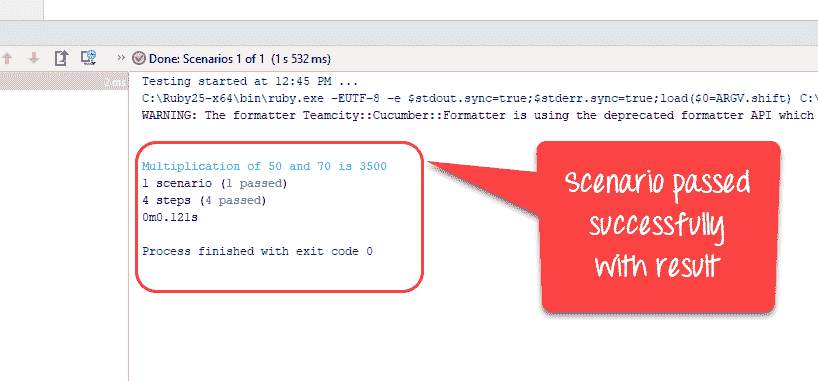 » Done: Scenarios 1 of 1 (1 s 532 ms)
2 ms
Testing started at 12:45 PM ...
C:\Ruby25-x64\bin\ruby.exe -EUTF-8 -e $stdout.sync=true;$stderr.sync=true;load($0=ARGV.shift) C:\
WARNING: The formatter Teamcity::Cucumber::Formatter is using the deprecated formatter API which
Multiplication of 50 and 70 is 3500
1 scenario (1 passed)
4 steps (4 passed)
0m0.121s
Process finished with exit code 0
Scenario passed
successfully
with result